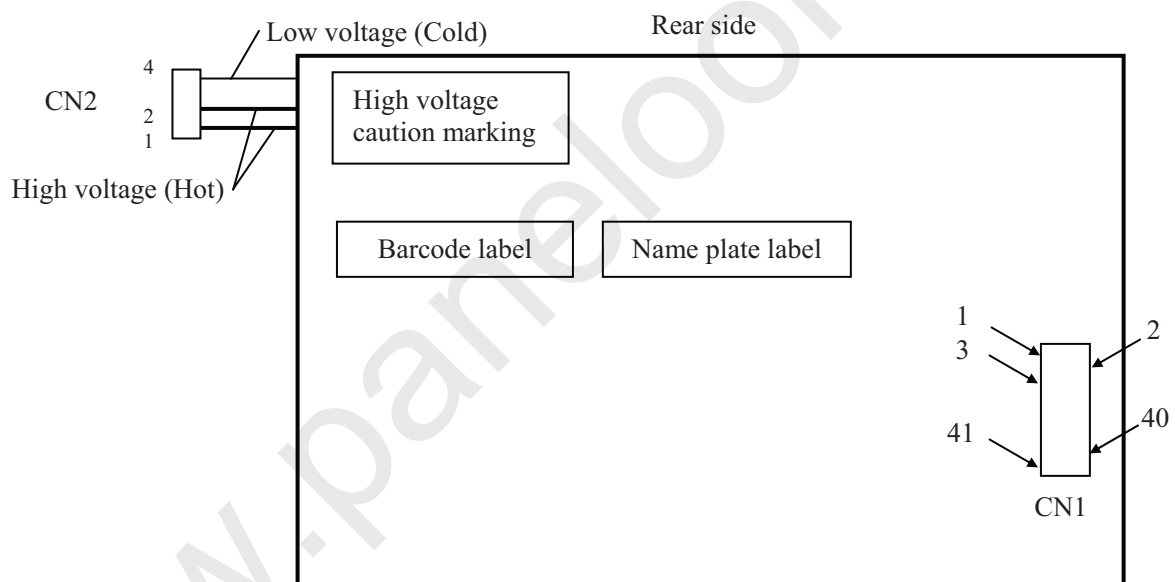 Low voltage (Cold)
Rear side
4
CN2
2
1
High voltage (Hot)
High voltage
caution marking
Barcode label
Name plate label
1
2
3
41
40
CN1
w.paneloo